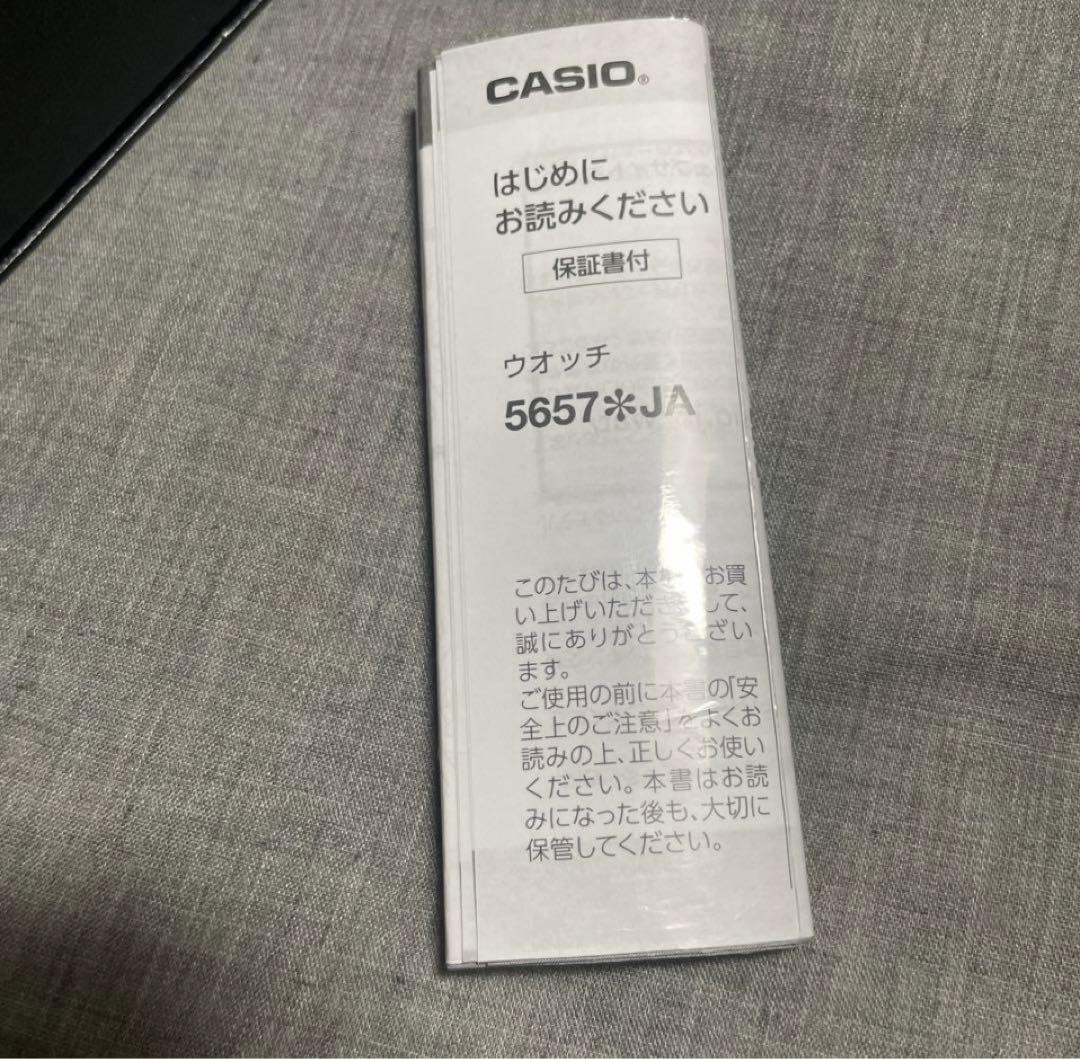 CASIO®
はじめに
お読みください
保証書付
ウオッチ
5657✻JA
このたびは、本 お買
い上げいただ して、
誠にありがとうござい
ます。
ご使用の前に本書の「安
全上のご注意」をよくお
読みの上、正しくお使い
ください。本書はお読
みになった後も、大切に
保管してください。